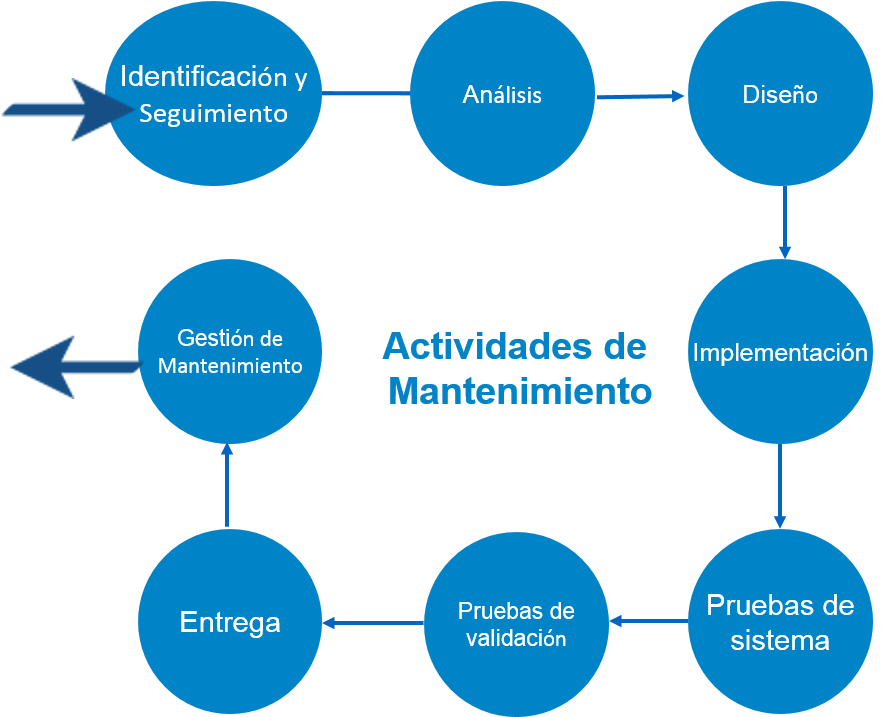 Identificación y
Seguimiento
Análisis
Diseño
Gestión de
Mantenimiento
Actividades de
Mantenimiento
Implementación
Entrega
Pruebas de
validación
Pruebas de
sistema